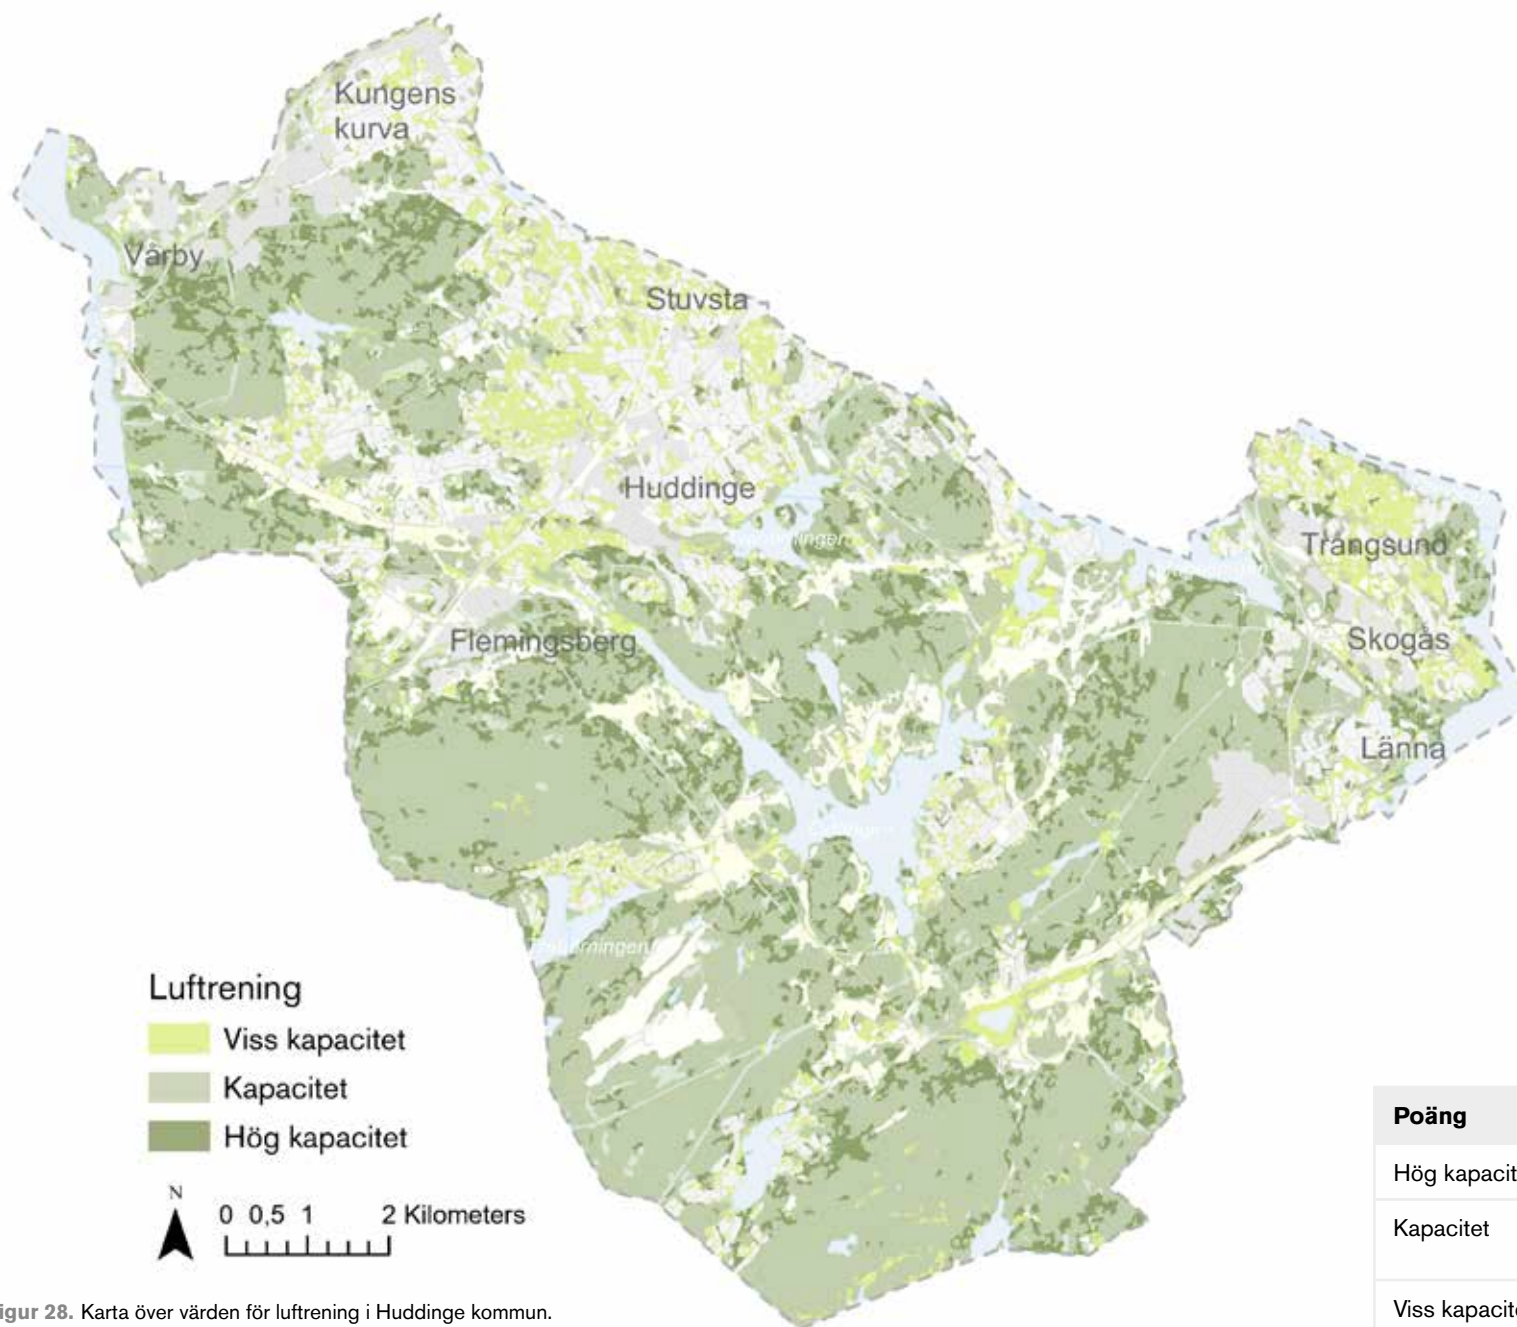 Kungens
kurva
Vårby
Stuvsta
Huddinge
Trångsund
Skogås
Flemingsberg
Länna
Luftrening
Viss kapacitet
Kapacitet
Hög kapacitet
N
0 0,5 1 2 Kilometers
igur 28. Karta över värden för luftrening i Huddinge kommun.
Poäng
Hög kapacit
Kapacitet
Viss kapacite